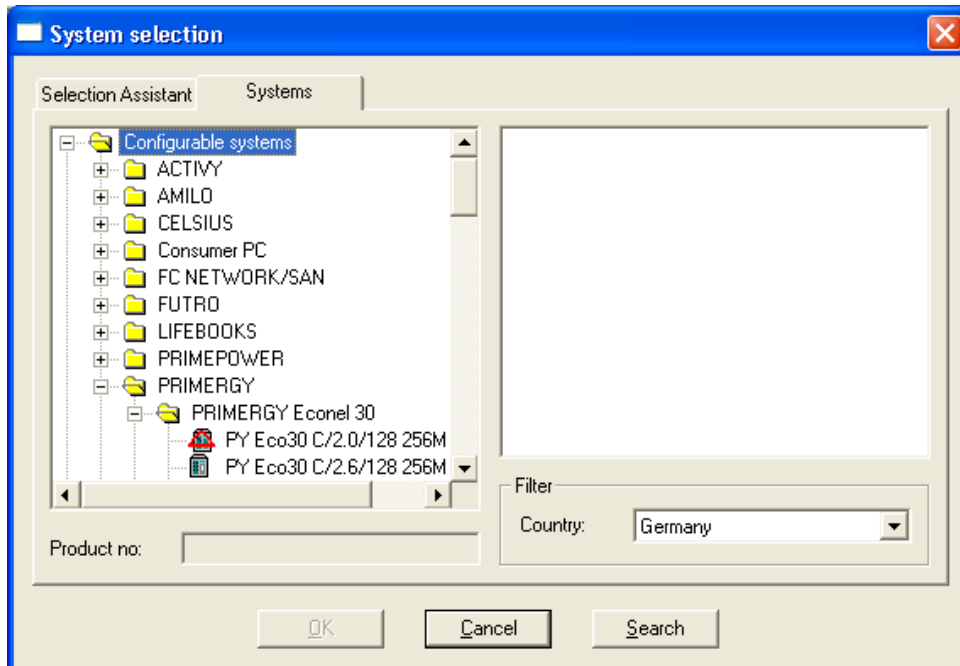 System selection
Selection Assistant
Systems
Configurable systems
ACTIVY
AMILO
CELSIUS
Consumer PC
FC NETWORK/SAN
FUTRO
LIFEBOOKS
PRIMEPOWER
PRIMERGY
PRIMERGY Econel 30
PY Eco30 C/2.0/128 256M
PY Eco30 C/2.6/128 256M
Product no:
Filter
Country:
Germany
OK
Cancel
Search